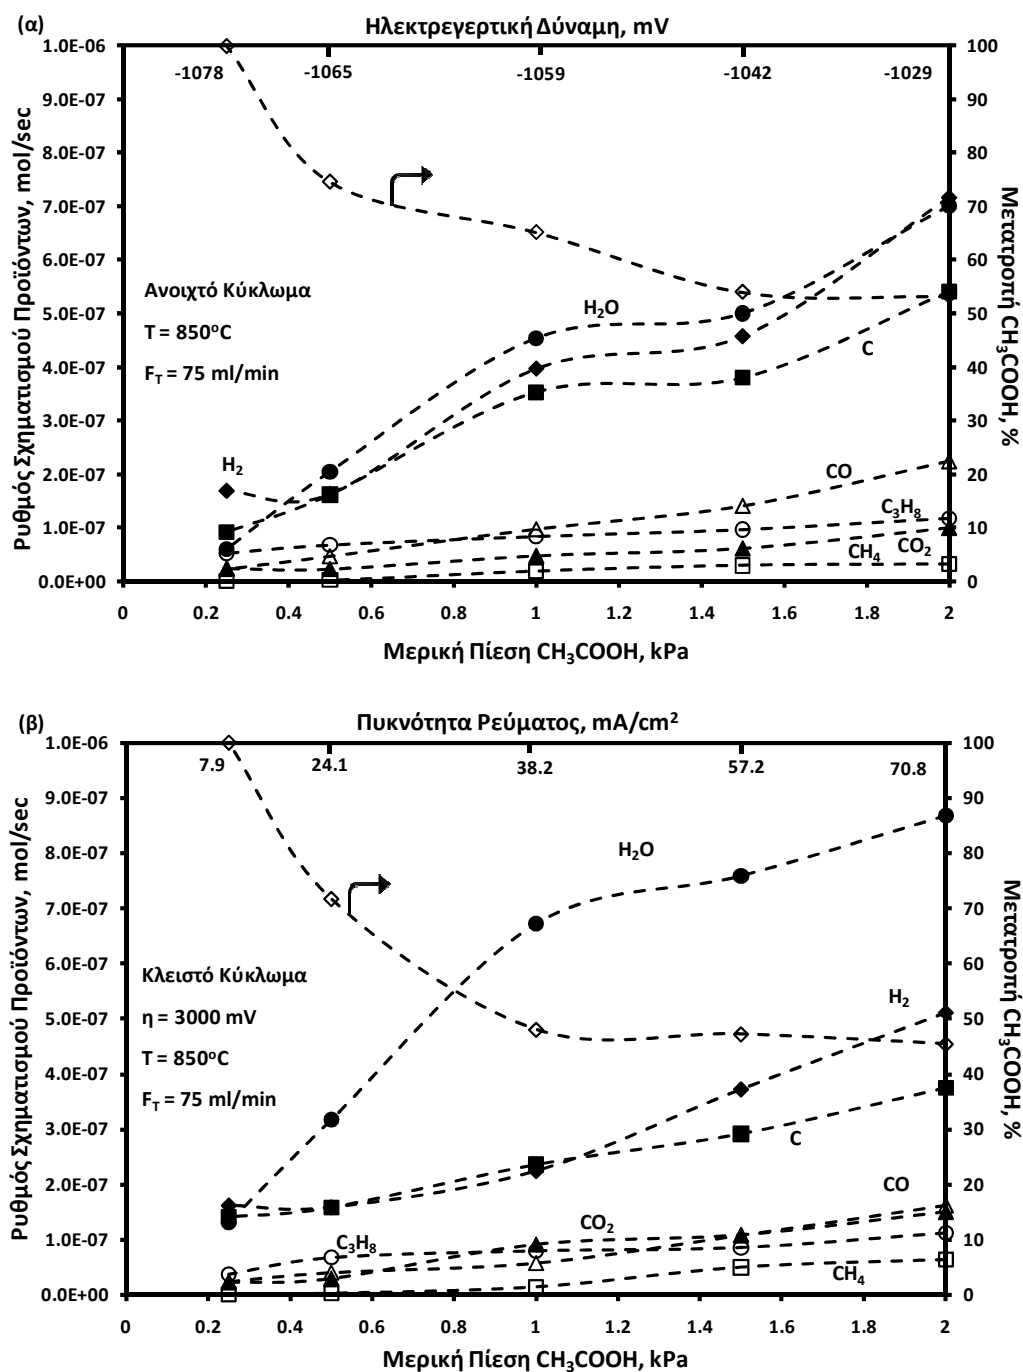 (α)
Ηλεκτρεγερτική Δύναμη, mV
-1078 -1065 -1059 -1042 -1029
1.0E-06
9.0E-07
8.0E-07
7.0E-07
6.0E-07
5.0E-07
4.0E-07
3.0E-07
2.0E-07
1.0E-07
0.0E+00
Ρυθμός Σχηματισμού Προϊόντων, mol/sec
Ανοιχτό Κύκλωμα
T = 850°C
F_T = 75 ml/min
H₂O
C
H₂
CO
C₃H₈
CH₄
CO₂
100
90
80
70
60
50
40
30
20
10
0
Μετατροπή CH₃COOH, %
0 0.2 0.4 0.6 0.8 1 1.2 1.4 1.6 1.8 2
Μερική Πίεση CH₃COOH, kPa
(β)
Πυκνότητα Ρεύματος, mA/cm²
7.9 24.1 38.2 57.2 70.8
1.0E-06
9.0E-07
8.0E-07
7.0E-07
6.0E-07
5.0E-07
4.0E-07
3.0E-07
2.0E-07
1.0E-07
0.0E+00
Ρυθμός Σχηματισμού Προϊόντων, mol/sec
Κλειστό Κύκλωμα
η = 3000 mV
T = 850°C
F_T = 75 ml/min
H₂O
H₂
C
CO
CO₂
C₃H₈
CH₄
100
90
80
70
60
50
40
30
20
10
0
Μετατροπή CH₃COOH, %
0 0.2 0.4 0.6 0.8 1 1.2 1.4 1.6 1.8 2
Μερική Πίεση CH₃COOH, kPa